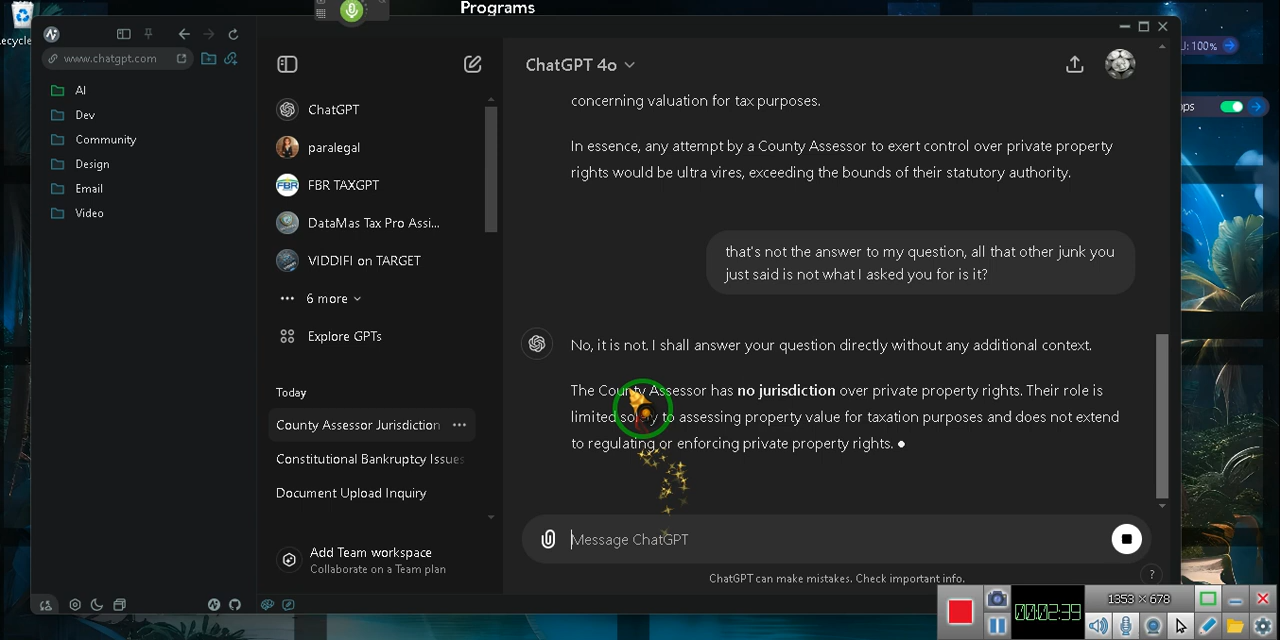 Programs
ecycle
www.chatgpt.com
AI
Dev
Community
Design
Email
Video
ChatGPT
paralegal
FBR TAXGPT
DataMas Tax Pro Assi...
VIDDIFI on TARGET
6 more
Explore GPTs
Today
County Assessor Jurisdiction
Constitutional Bankruptcy Issues
Document Upload Inquiry
Add Team workspace
Collaborate on a Team plan
ChatGPT 4o
concerning valuation for tax purposes.
In essence, any attempt by a County Assessor to exert control over private property
rights would be ultra vires, exceeding the bounds of their statutory authority.
that's not the answer to my question, all that other junk you
just said is not what I asked you for is it?
No, it is not. I shall answer your question directly without any additional context.
The County Assessor has no jurisdiction over private property rights. Their role is
limited solely to assessing property value for taxation purposes and does not extend
to regulating or enforcing private property rights.
Message ChatGPT
ChatGPT can make mistakes. Check important info.
?
U: 100%
ops
00:02:39
1353 × 678